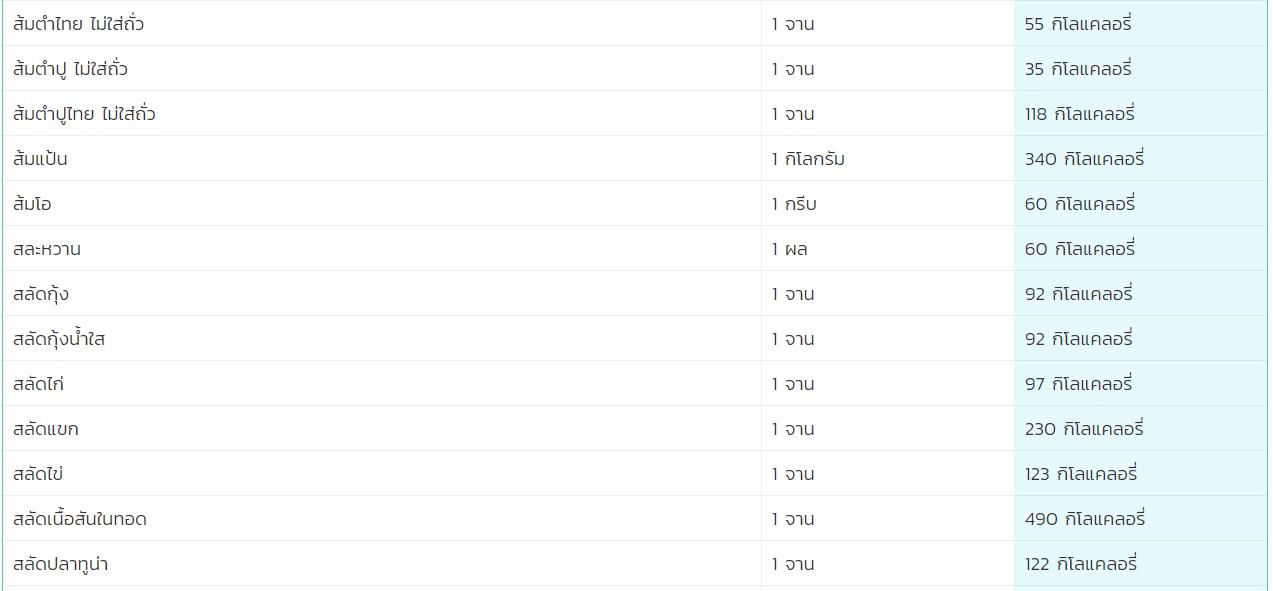 ส้มตำไทย ไม่ใส่ถั่ว 1 จาน 55 กิโลแคลอรี่
ส้มตำปู ไม่ใส่ถั่ว 1 จาน 35 กิโลแคลอรี่
ส้มตำปูไทย ไม่ใส่ถั่ว 1 จาน 118 กิโลแคลอรี่
ส้มแป้น 1 กิโลกรัม 340 กิโลแคลอรี่
ส้มโอ 1 กรีบ 60 กิโลแคลอรี่
สละหวาน 1 ผล 60 กิโลแคลอรี่
สลัดกุ้ง 1 จาน 92 กิโลแคลอรี่
สลัดกุ้งน้ำใส 1 จาน 92 กิโลแคลอรี่
สลัดไก่ 1 จาน 97 กิโลแคลอรี่
สลัดแขก 1 จาน 230 กิโลแคลอรี่
สลัดไข่ 1 จาน 123 กิโลแคลอรี่
สลัดเนื้อสันในทอด 1 จาน 490 กิโลแคลอรี่
สลัดปลาทูน่า 1 จาน 122 กิโลแคลอรี่